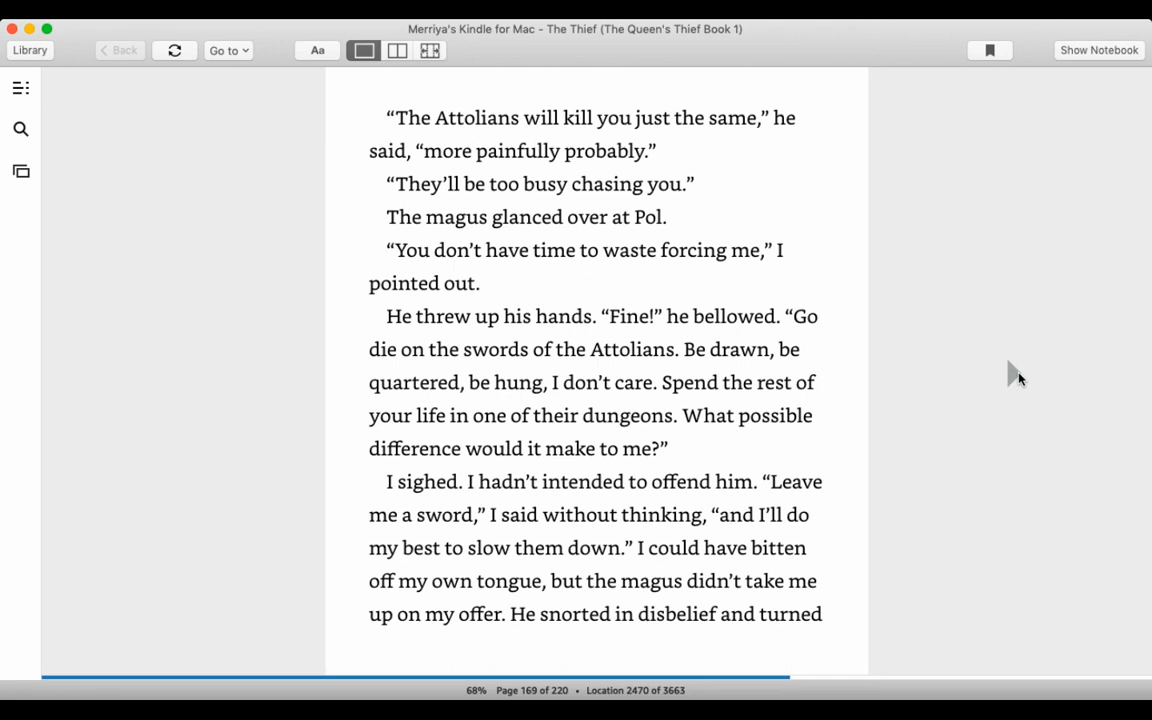 Merriya's Kindle for Mac - The Thief (The Queen's Thief Book 1)
Library
Back
Go to
Aa
Show Notebook
“The Attolians will kill you just the same,” he
said, “more painfully probably.”
“They’ll be too busy chasing you.”
The magus glanced over at Pol.
“You don’t have time to waste forcing me,” I
pointed out.
He threw up his hands. “Fine!” he bellowed. “Go
die on the swords of the Attolians. Be drawn, be
quartered, be hung, I don’t care. Spend the rest of
your life in one of their dungeons. What possible
difference would it make to me?”
I sighed. I hadn’t intended to offend him. “Leave
me a sword,” I said without thinking, “and I’ll do
my best to slow them down.” I could have bitten
off my own tongue, but the magus didn’t take me
up on my offer. He snorted in disbelief and turned
68% Page 169 of 220 • Location 2470 of 3663